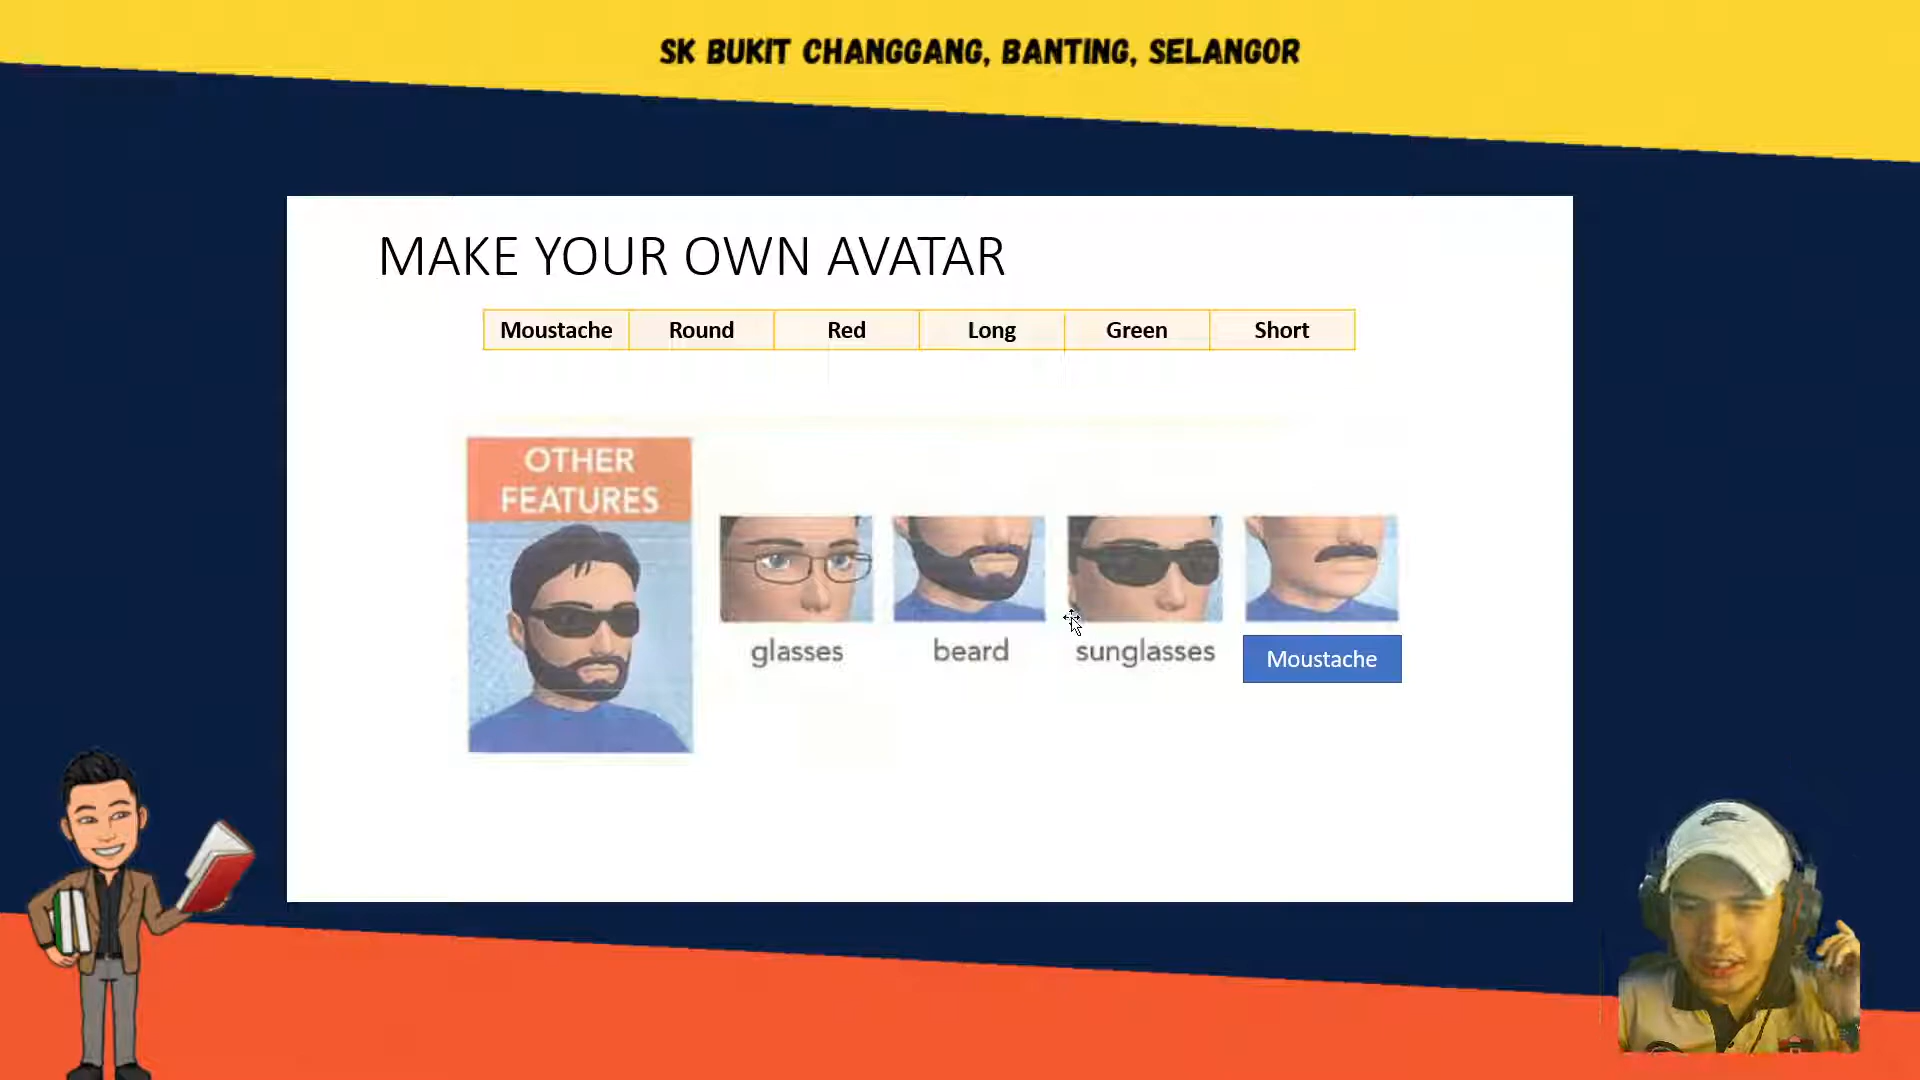 SK BUKIT CHANGGANG, BANTING, SELANGOR
MAKE YOUR OWN AVATAR
Moustache Round Red Long Green Short
OTHER
FEATURES
glasses beard sunglasses Moustache